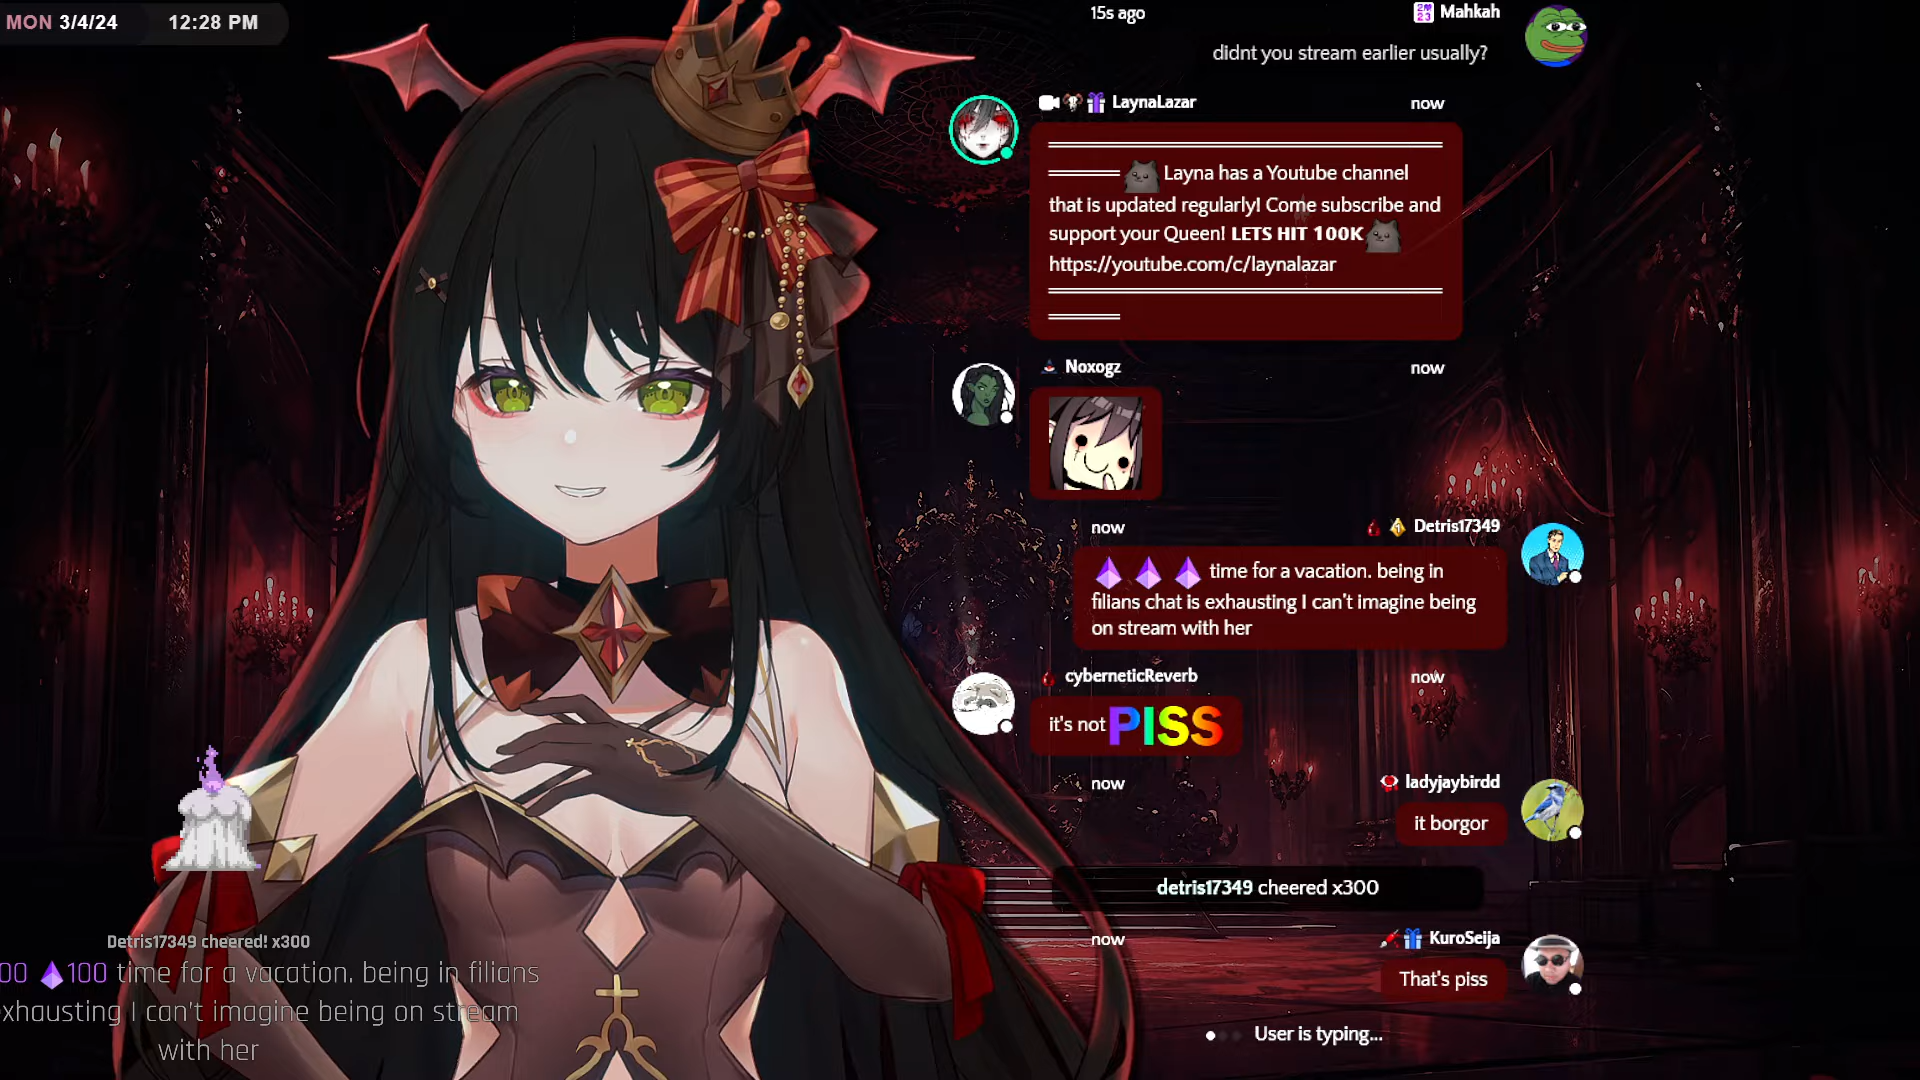 MON 3/4/24 12:28 PM
15s ago
Mahkah
didnt you stream earlier usually?
LaynaLazar
now
Layna has a Youtube channel
that is updated regularly! Come subscribe and
support your Queen! LETS HIT 100K
https://youtube.com/c/laynalazar
Noxogz
now
now
Detris17349
time for a vacation. being in
filians chat is exhausting I can't imagine being
on stream with her
cyberneticReverb
now
it's not PISS
now
ladyjaybirdd
it borgor
detris17349 cheered x300
now
KuroSeija
That's piss
User is typing...
Detris17349 cheered! x300
00 100 time for a vacation. being in filians
exhausting I can't imagine being on stream
with her